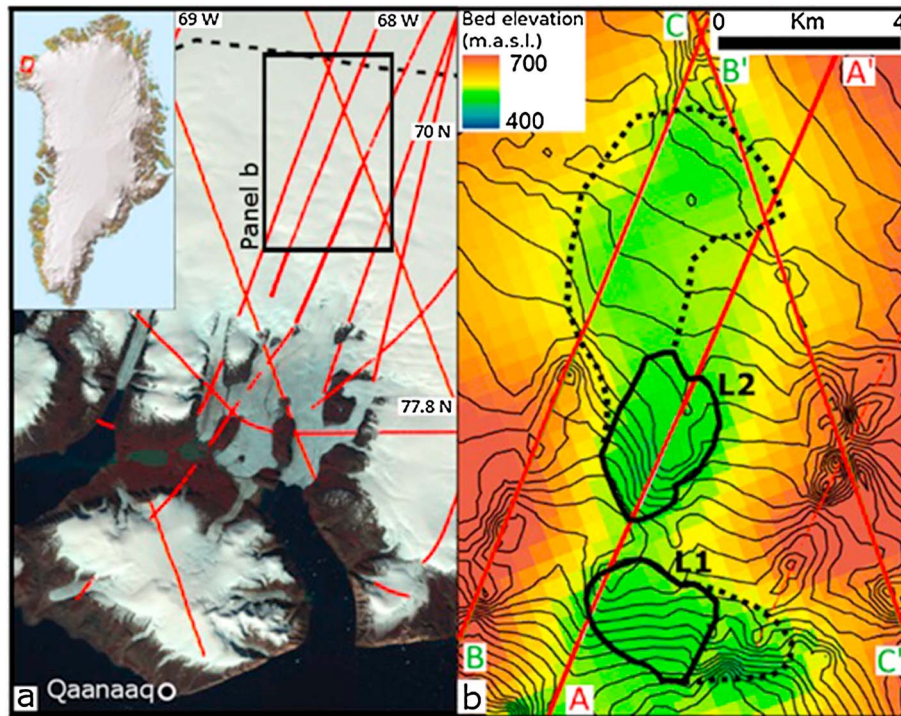 69 W
68 W
70 N
Panel b
77.8 N
Qaanaaq
a
Bed elevation
(m.a.s.l.)
700
400
C
0 Km 4
B'
A'
L2
L1
B
A
C'
b